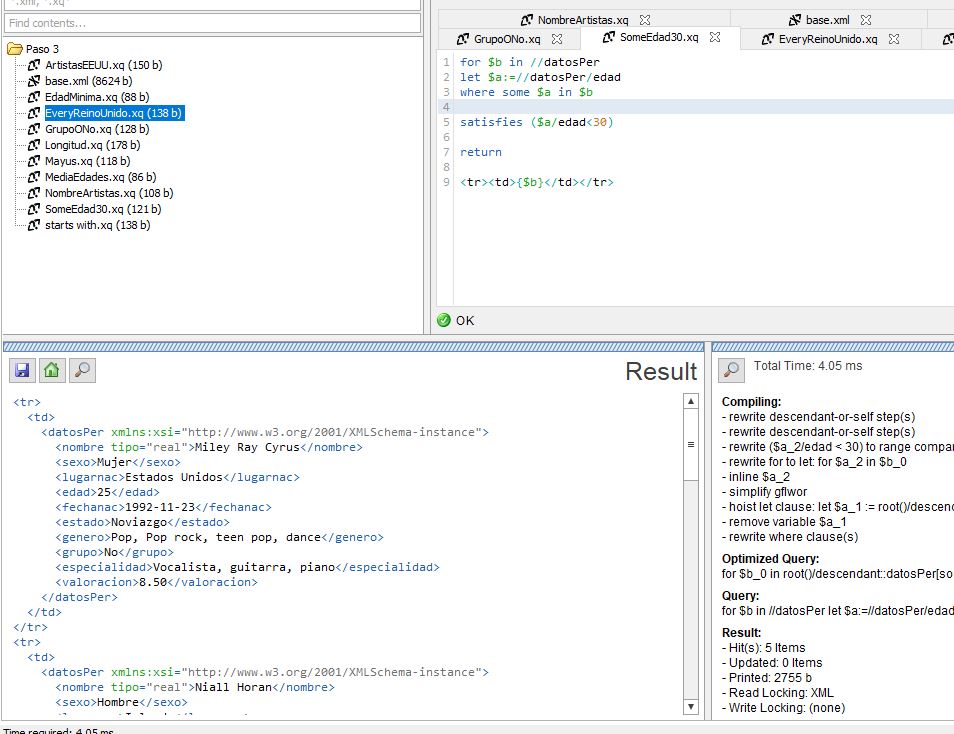 *.xml, *.xq*
Find contents...
Paso 3
ArtistasEEUU.xq (150 b)
base.xml (8624 b)
EdadMinima.xq (88 b)
EveryReinoUnido.xq (138 b)
GrupoONo.xq (128 b)
Longitud.xq (178 b)
Mayus.xq (118 b)
MediaEdades.xq (86 b)
NombreArtistas.xq (108 b)
SomeEdad30.xq (121 b)
starts with.xq (138 b)
NombreArtistas.xq
base.xml
GrupoONo.xq
SomeEdad30.xq
EveryReinoUnido.xq
1 for $b in //datosPer
2 let $a:=//datosPer/edad
3 where some $a in $b
4
5 satisfies ($a/edad<30)
6
7 return
8
9 <tr><td>{$b}</td></tr>
OK
Result
<tr>
<td>
<datosPer xmlns:xsi="http://www.w3.org/2001/XMLSchema-instance">
<nombre tipo="real">Miley Ray Cyrus</nombre>
<sexo>Mujer</sexo>
<lugarnac>Estados Unidos</lugarnac>
<edad>25</edad>
<fechanac>1992-11-23</fechanac>
<estado>Noviazgo</estado>
<genero>Pop, Pop rock, teen pop, dance</genero>
<grupo>No</grupo>
<especialidad>Vocalista, guitarra, piano</especialidad>
<valoracion>8.50</valoracion>
</datosPer>
</td>
</tr>
<tr>
<td>
<datosPer xmlns:xsi="http://www.w3.org/2001/XMLSchema-instance">
<nombre tipo="real">Niall Horan</nombre>
<sexo>Hombre</sexo>
Total Time: 4.05 ms
Compiling:
- rewrite descendant-or-self step(s)
- rewrite descendant-or-self step(s)
- rewrite ($a_2/edad < 30) to range compa
- rewrite for to let: for $a_2 in $b_0
- inline $a_2
- simplify gflwor
- hoist let clause: let $a_1 := root()/descen
- remove variable $a_1
- rewrite where clause(s)
Optimized Query:
for $b_0 in root()/descendant::datosPer[so
Query:
for $b in //datosPer let $a:=//datosPer/edad
Result:
- Hit(s): 5 Items
- Updated: 0 Items
- Printed: 2755 b
- Read Locking: XML
- Write Locking: (none)
Time required: 4.05 ms